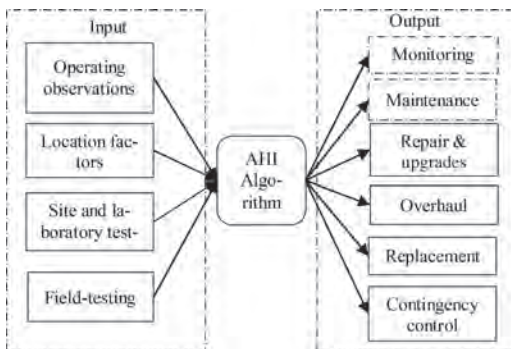 Input
Operating
observations
Location fac-
tors
Site and la-
boratory test-
Field-testing
AHI
Algo-
rithm
Output
Monitoring
Maintenance
Repair &
upgrades
Overhaul
Replacement
Contingency
control